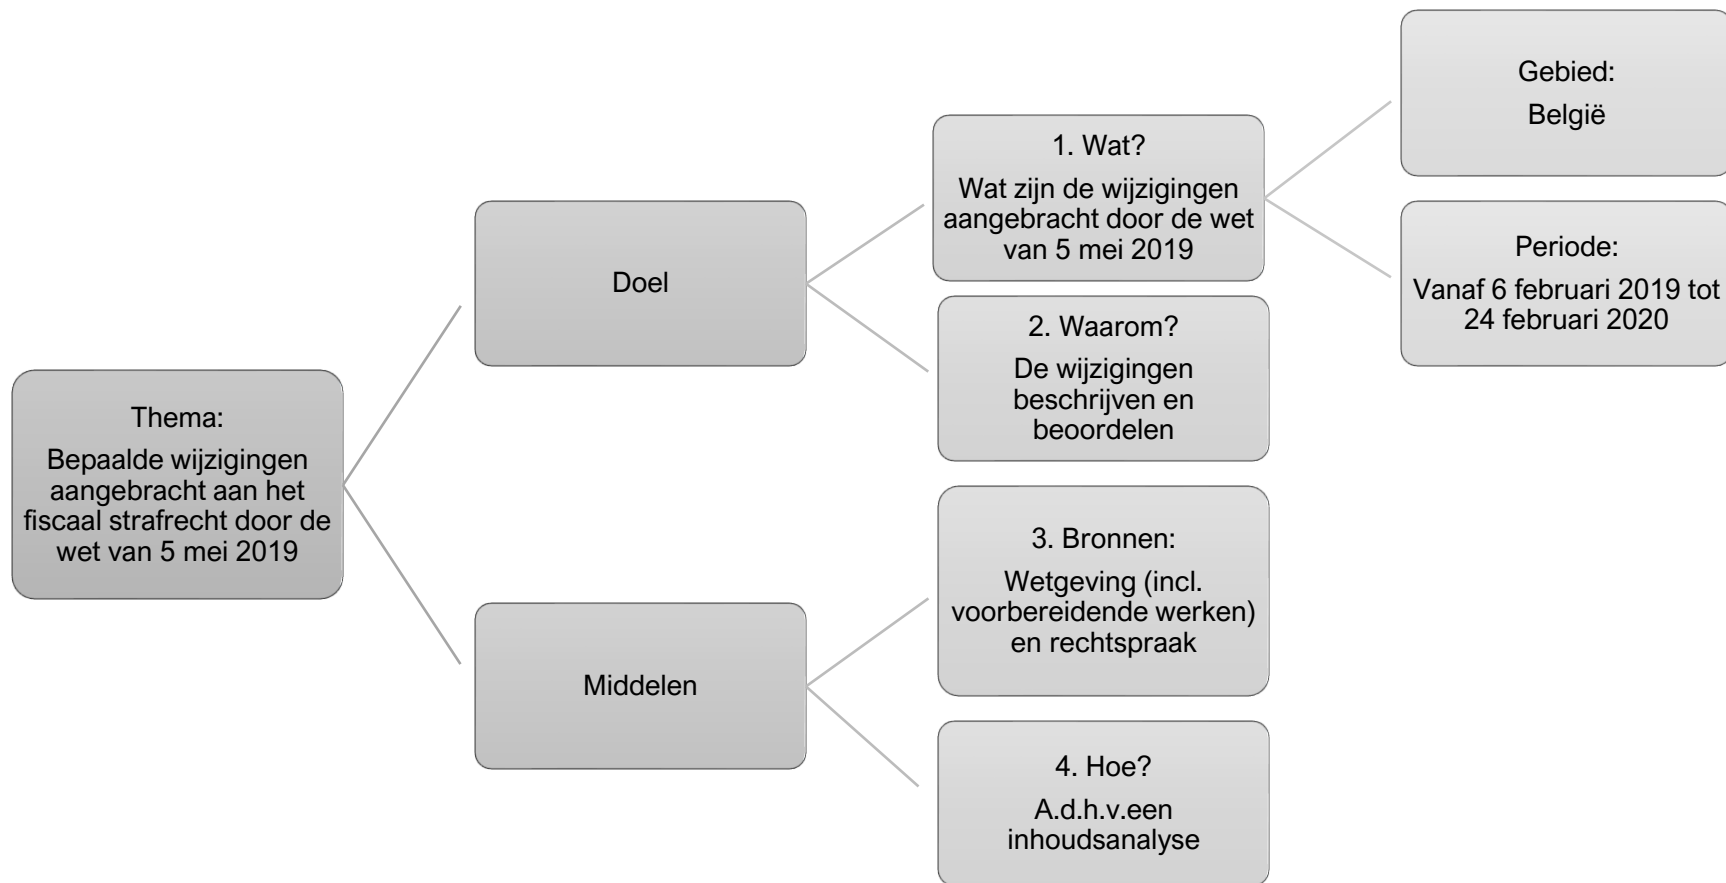 Thema:
Bepaalde wijzigingen
aangebracht aan het
fiscaal strafrecht door de
wet van 5 mei 2019
Doel
1. Wat?
Wat zijn de wijzigingen
aangebracht door de wet
van 5 mei 2019
Gebied:
België
Periode:
Vanaf 6 februari 2019 tot
24 februari 2020
2. Waarom?
De wijzigingen
beschrijven en
beoordelen
Middelen
3. Bronnen:
Wetgeving (incl.
voorbereidende werken)
en rechtspraak
4. Hoe?
A.d.h.v.een
inhoudsanalyse